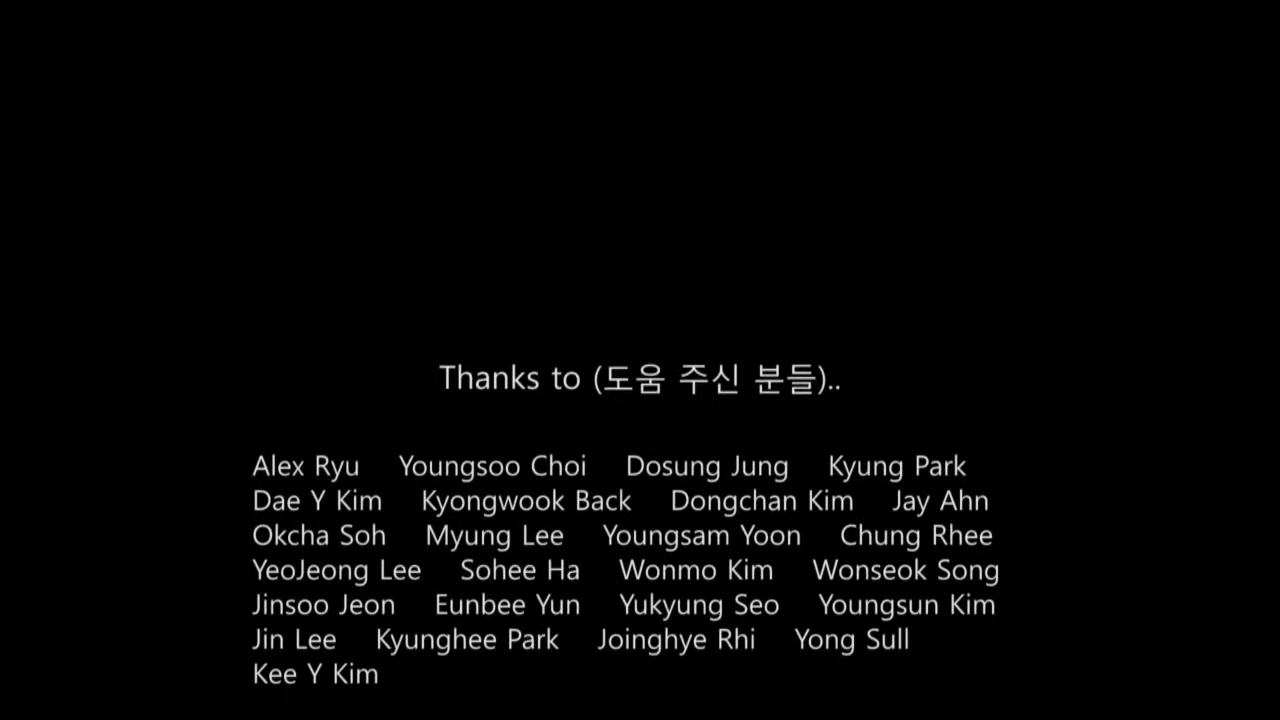 Thanks to (도움 주신 분들)..
Alex Ryu Youngsoo Choi Dosung Jung Kyung Park
Dae Y Kim Kyongwook Back Dongchan Kim Jay Ahn
Okcha Soh Myung Lee Youngsam Yoon Chung Rhee
YeoJeong Lee Sohee Ha Wonmo Kim Wonseok Song
Jinsoo Jeon Eunbee Yun Yukyung Seo Youngsun Kim
Jin Lee Kyunghee Park Joinghye Rhi Yong Sull
Kee Y Kim